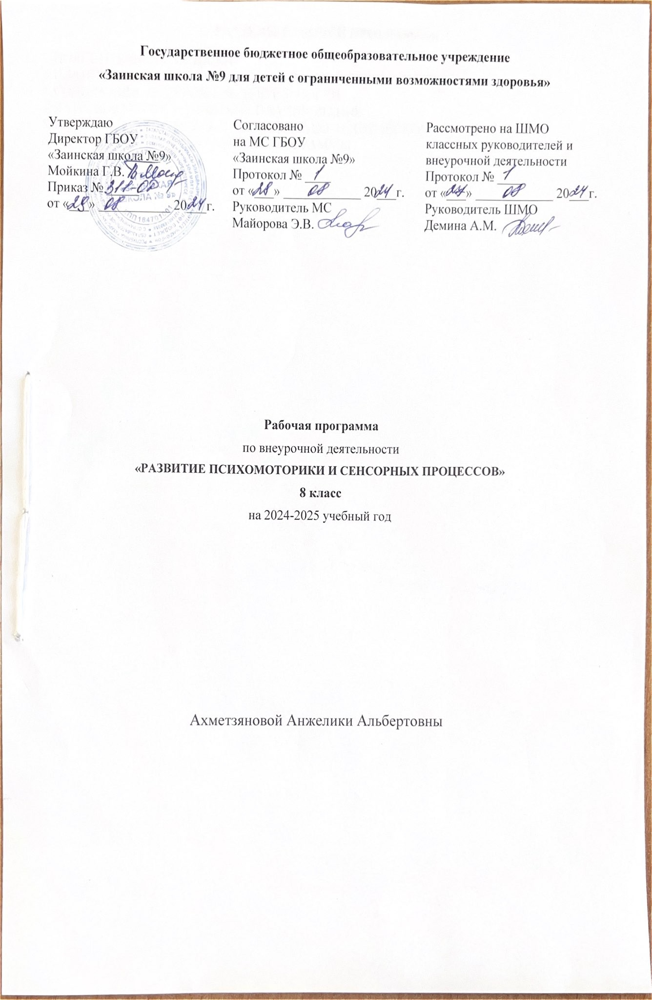 Государственное бюджетное общеобразовательное учреждение
«Заинская школа №9 для детей с ограниченными возможностями здоровья»
Утверждаю
Директор ГБОУ
«Заинская школа №9»
Мойкина Г.В.
Приказ № 311-ОД
от «29» 08 2024 г.
Согласовано
на МС ГБОУ
«Заинская школа №9»
Протокол № 1
от «28» 08 2024 г.
Руководитель МС
Майорова Э.В.
Рассмотрено на ШМО
классных руководителей и
внеурочной деятельности
Протокол № 1
от «27» 08 2024 г.
Руководитель ШМО
Демина А.М.
Рабочая программа
по внеурочной деятельности
«РАЗВИТИЕ ПСИХОМОТОРИКИ И СЕНСОРНЫХ ПРОЦЕССОВ»
8 класс
на 2024-2025 учебный год
Ахметзяновой Анжелики Альбертовны